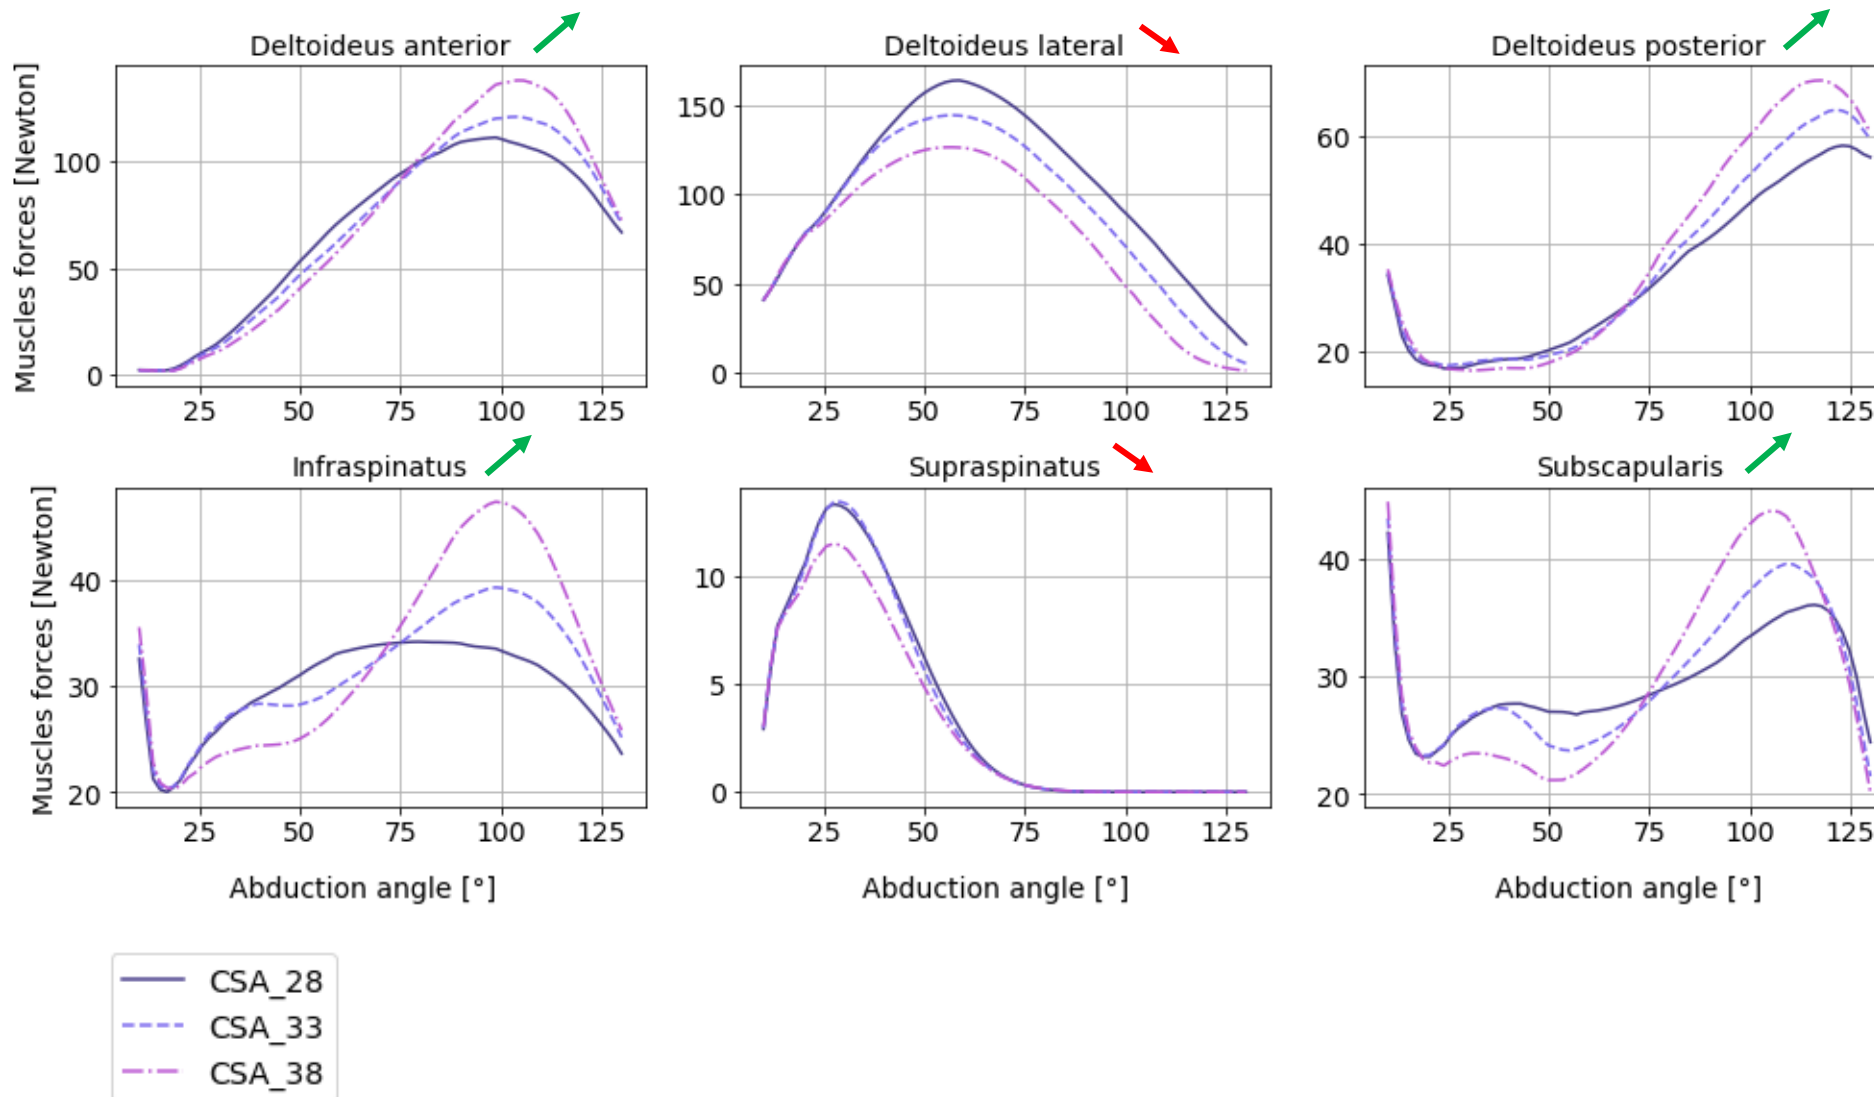 Deltoideus anterior
Deltoideus lateral
Deltoideus posterior
Muscles forces [Newton]
100
50
0
25 50 75 100 125
150
100
50
0
25 50 75 100 125
60
40
20
25 50 75 100 125
Infraspinatus
Supraspinatus
Subscapularis
Muscles forces [Newton]
40
30
20
25 50 75 100 125
10
5
0
25 50 75 100 125
40
30
20
25 50 75 100 125
Abduction angle [°]
Abduction angle [°]
Abduction angle [°]
CSA_28
CSA_33
CSA_38